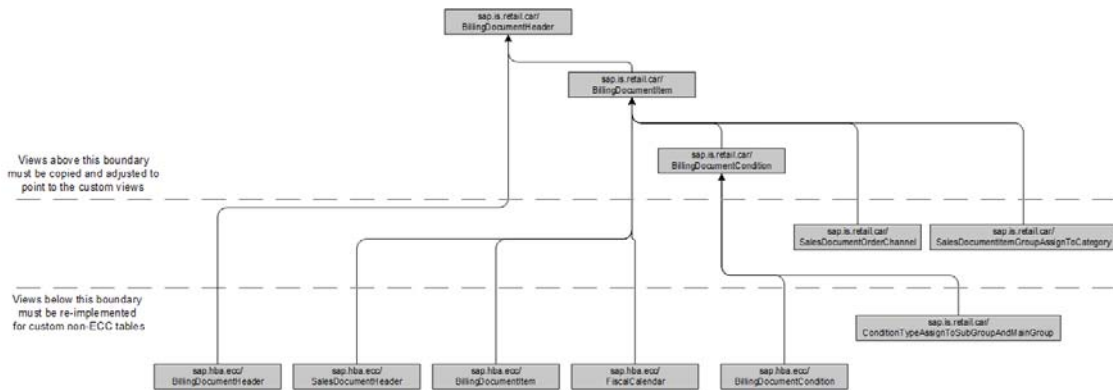 sap.is.retail.car/
BillingDocumentHeader
sap.is.retail.car/
BillingDocumentItem
Views above this boundary
must be copied and adjusted to
point to the custom views
sap.is.retail.car/
BillingDocumentCondition
sap.is.retail.car/
SalesDocumentOrderChannel
sap.is.retail.car/
SalesDocumentItemGroupAssignToCategory
Views below this boundary
must be re-implemented
for custom non-ECC tables
sap.is.retail.car/
ConditionTypeAssignToSubGroupAndMainGroup
sap.hba.ecc/
BillingDocumentHeader
sap.hba.ecc/
SalesDocumentHeader
sap.hba.ecc/
BillingDocumentItem
sap.hba.ecc/
FiscalCalendar
sap.hba.ecc/
BillingDocumentCondition